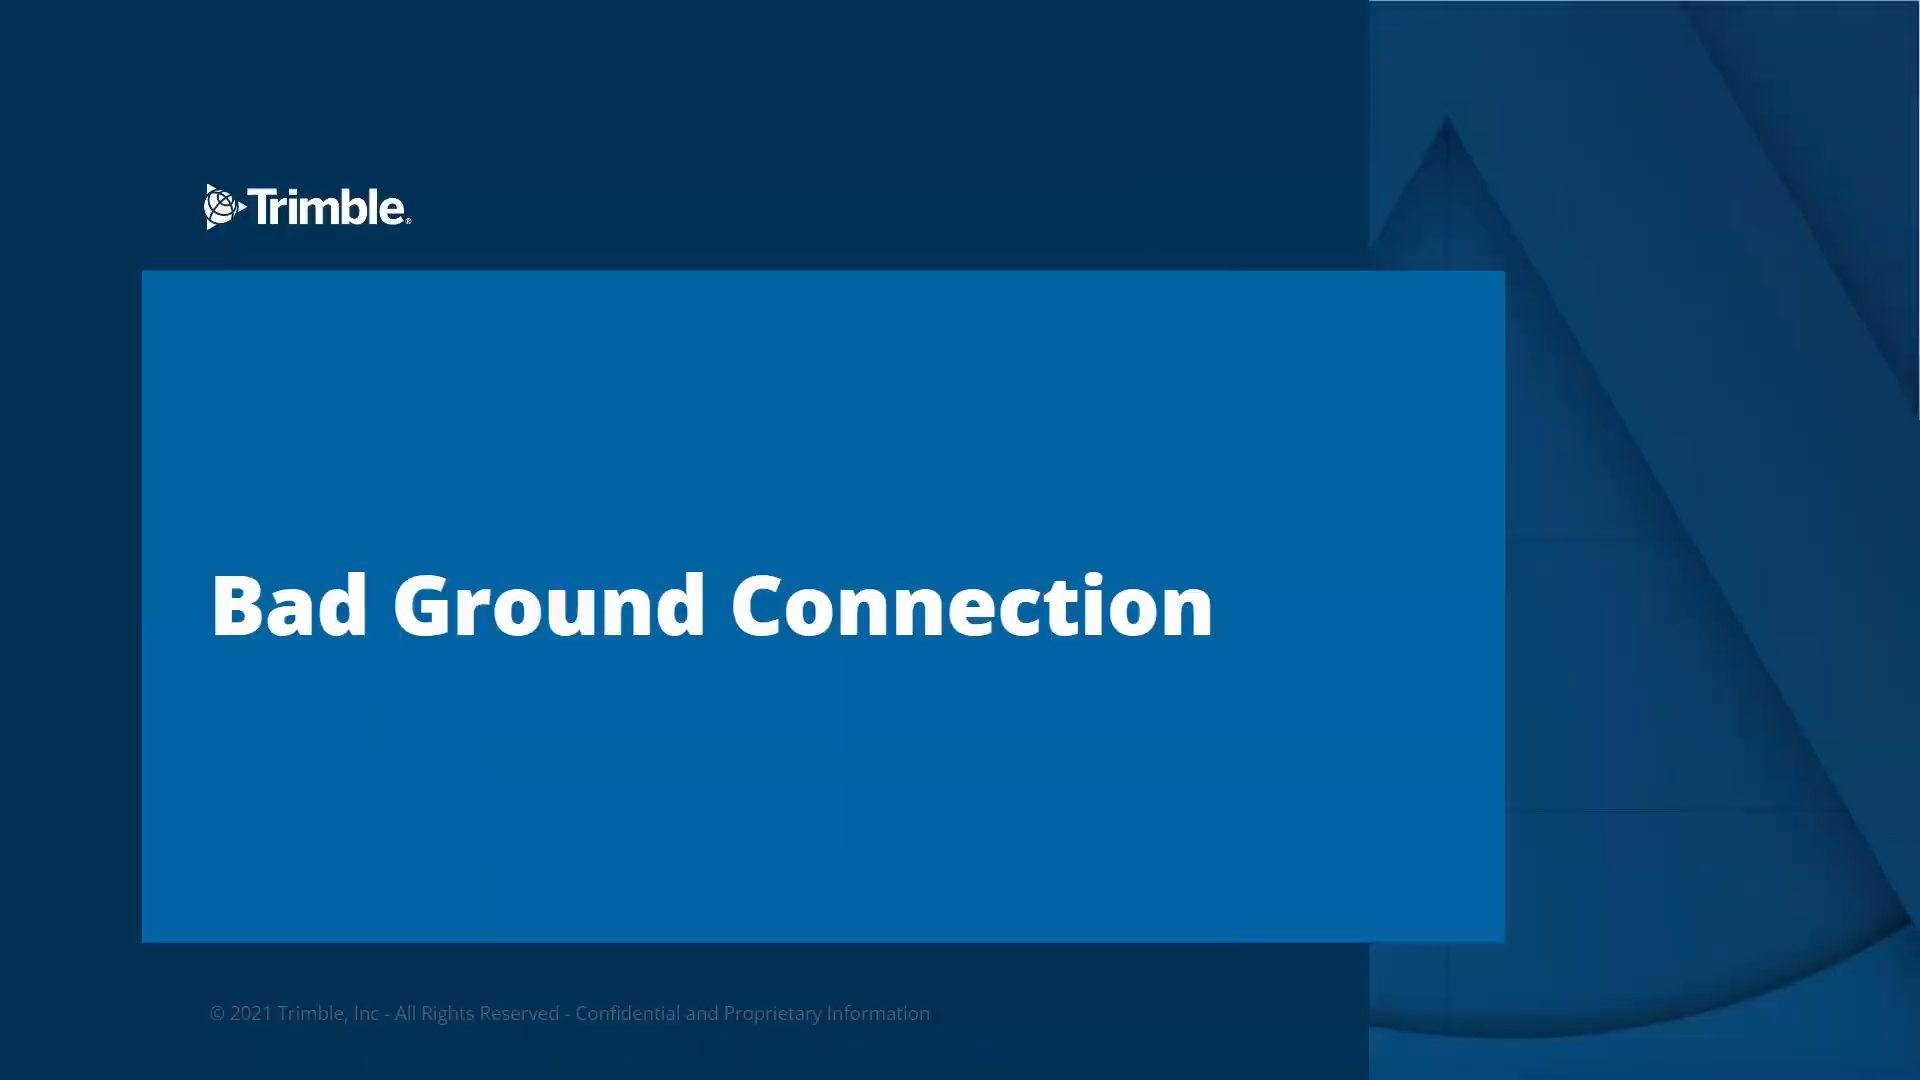 Trimble®
Bad Ground Connection
© 2021 Trimble, Inc - All Rights Reserved - Confidential and Proprietary Information